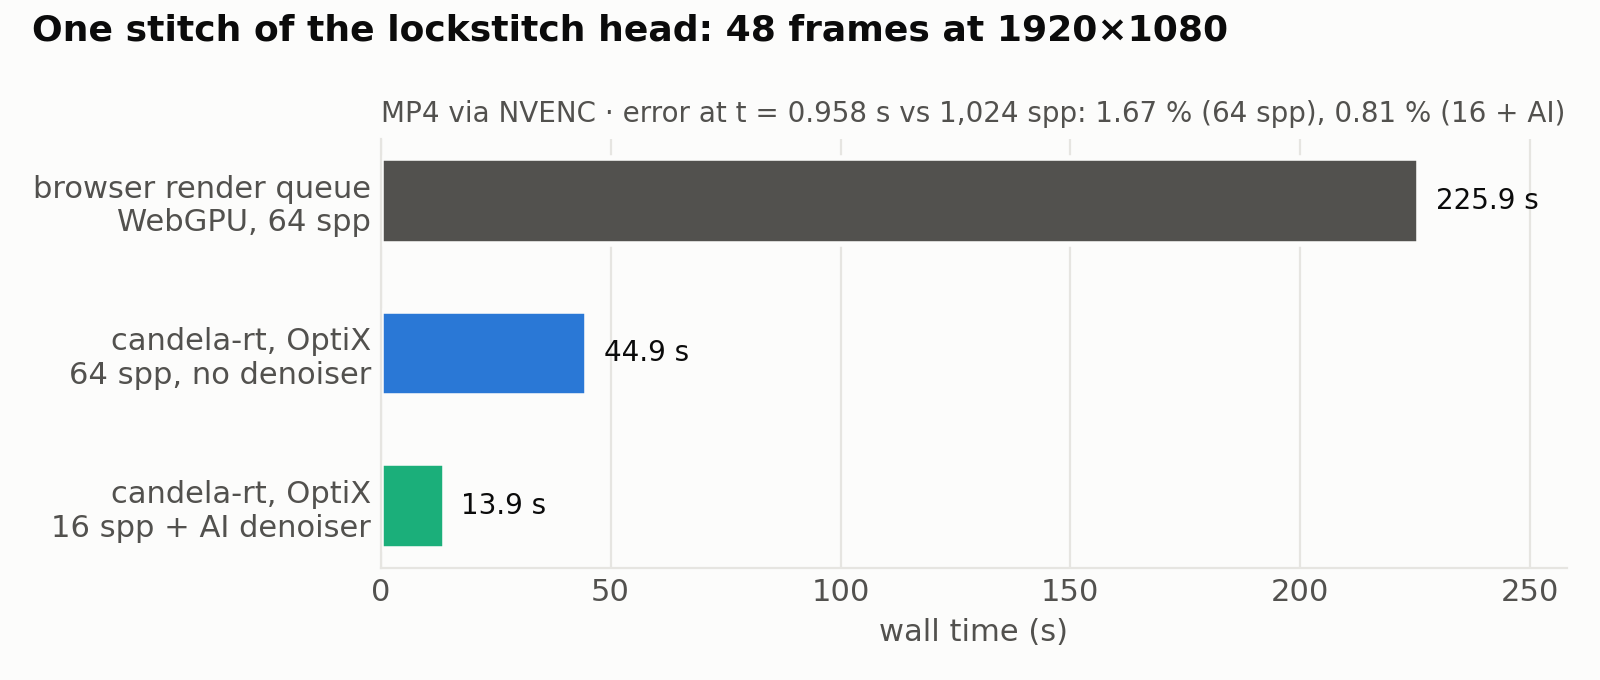 One stitch of the lockstitch head: 48 frames at 1920×1080
MP4 via NVENC · error at t = 0.958 s vs 1,024 spp: 1.67 % (64 spp), 0.81 % (16 + AI)
browser render queue
WebGPU, 64 spp
225.9 s
candela-rt, OptiX
64 spp, no denoiser
44.9 s
candela-rt, OptiX
16 spp + AI denoiser
13.9 s
0 50 100 150 200 250
wall time (s)